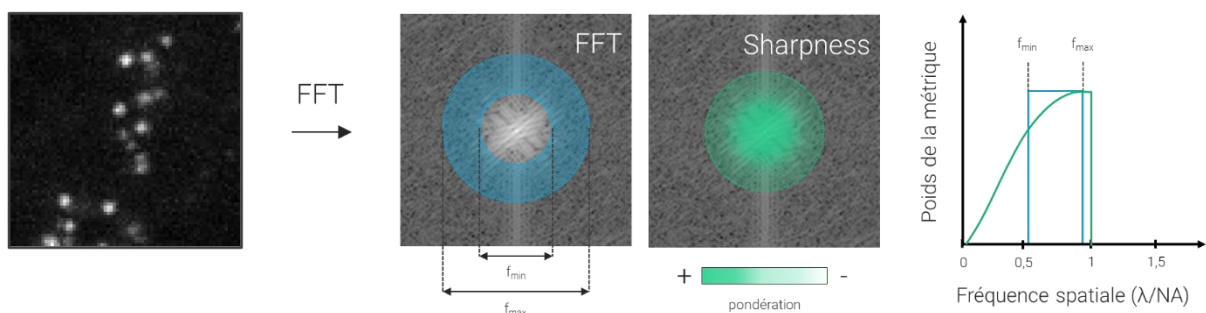 FFT
FFT
f_min
f_max
Sharpness
+
-
pondération
Poids de la métrique
f_min
f_max
0
0,5
1
1,5
Fréquence spatiale (λ/NA)